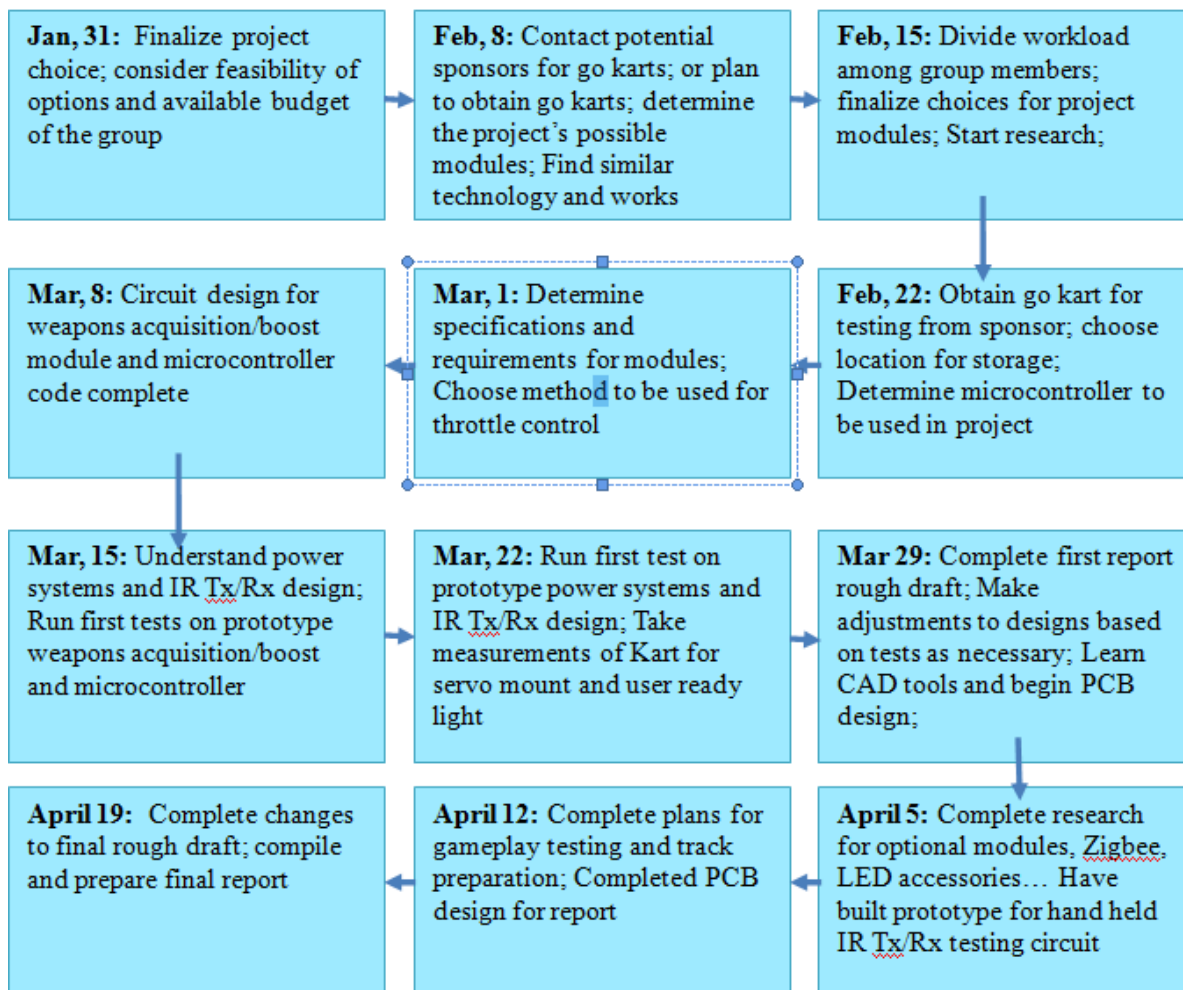 Jan, 31: Finalize project
choice; consider feasibility of
options and available budget
of the group
Feb, 8: Contact potential
sponsors for go karts; or plan
to obtain go karts; determine
the project's possible
modules; Find similar
technology and works
Feb, 15: Divide workload
among group members;
finalize choices for project
modules; Start research;
Feb, 22: Obtain go kart for
testing from sponsor; choose
location for storage;
Determine microcontroller to
be used in project
Mar, 1: Determine
specifications and
requirements for modules;
Choose method to be used for
throttle control
Mar, 8: Circuit design for
weapons acquisition/boost
module and microcontroller
code complete
Mar, 15: Understand power
systems and IR Tx/Rx design;
Run first tests on prototype
weapons acquisition/boost
and microcontroller
Mar, 22: Run first test on
prototype power systems and
IR Tx/Rx design; Take
measurements of Kart for
servo mount and user ready
light
Mar 29: Complete first report
rough draft; Make
adjustments to designs based
on tests as necessary; Learn
CAD tools and begin PCB
design;
April 5: Complete research
for optional modules, Zigbee,
LED accessories… Have
built prototype for hand held
IR Tx/Rx testing circuit
April 12: Complete plans for
gameplay testing and track
preparation; Completed PCB
design for report
April 19: Complete changes
to final rough draft; compile
and prepare final report